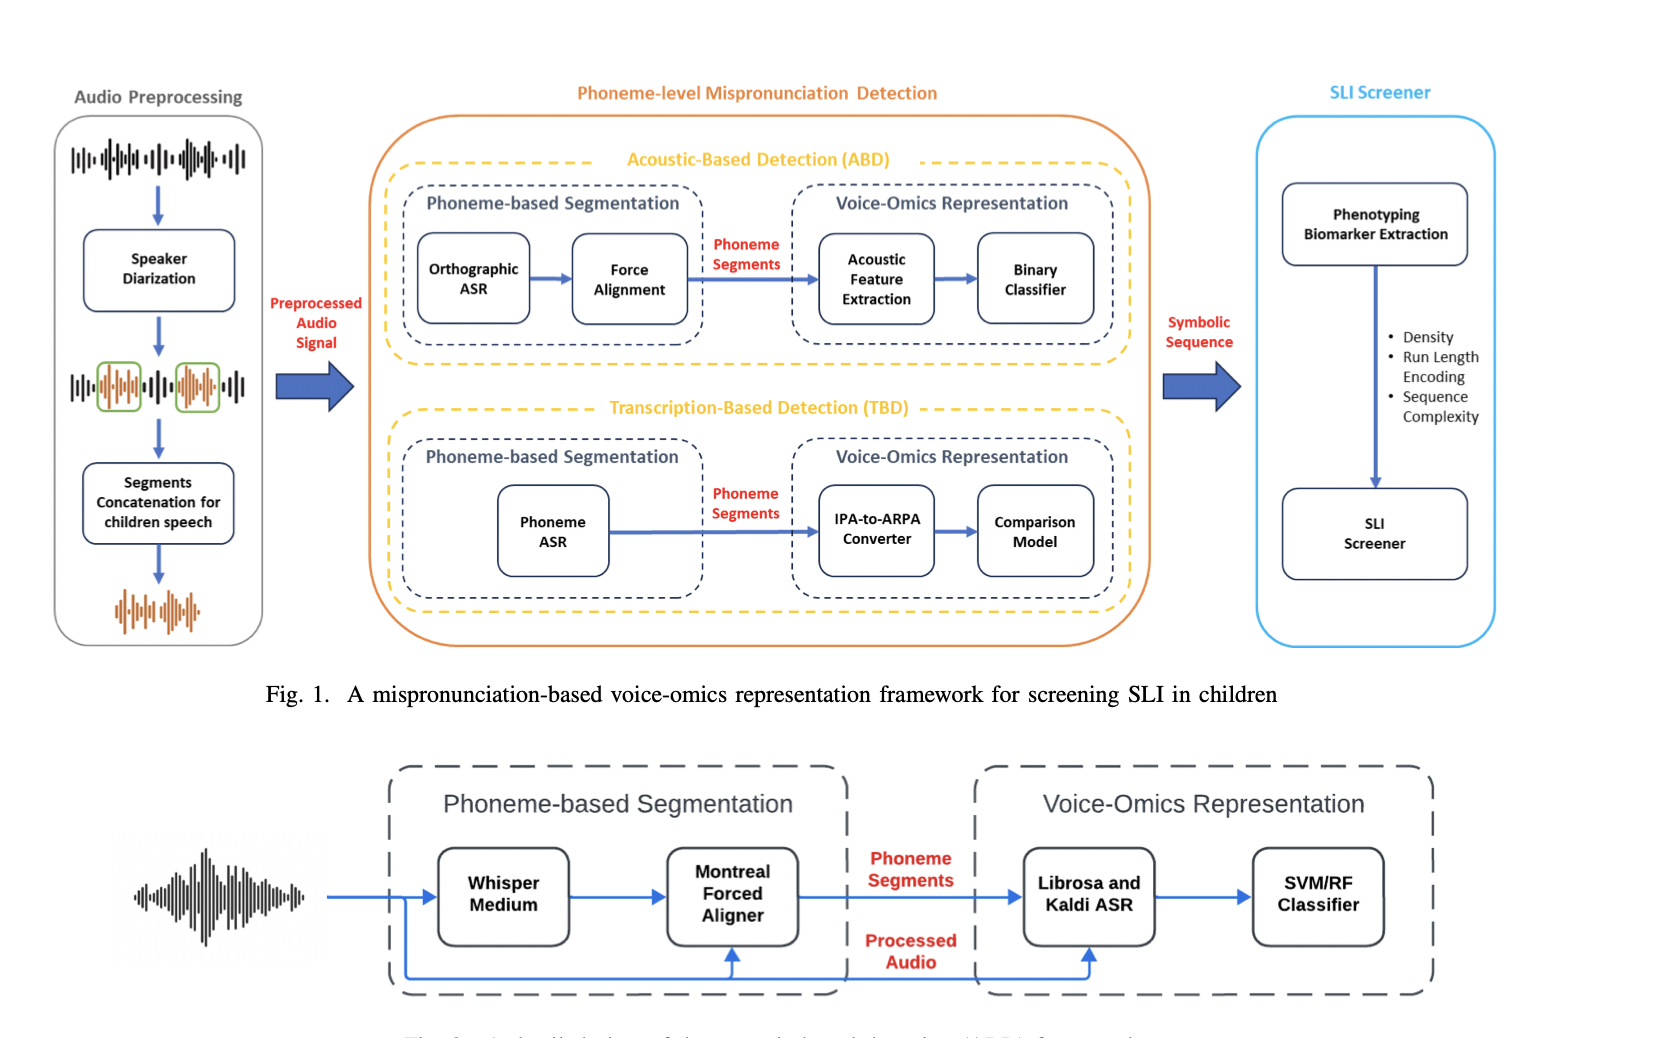 Audio Preprocessing
Speaker
Diarization
Segments
Concatenation for
children speech
Preprocessed
Audio
Signal
Phoneme-level Mispronunciation Detection
Acoustic-Based Detection (ABD)
Phoneme-based Segmentation
Orthographic
ASR
Force
Alignment
Phoneme
Segments
Voice-Omics Representation
Acoustic
Feature
Extraction
Binary
Classifier
Transcription-Based Detection (TBD)
Phoneme-based Segmentation
Phoneme
ASR
Phoneme
Segments
Voice-Omics Representation
IPA-to-ARPA
Converter
Comparison
Model
Symbolic
Sequence
SLI Screener
Phenotyping
Biomarker Extraction
• Density
• Run Length
Encoding
• Sequence
Complexity
SLI
Screener
Fig. 1. A mispronunciation-based voice-omics representation framework for screening SLI in children
Phoneme-based Segmentation
Whisper
Medium
Montreal
Forced
Aligner
Phoneme
Segments
Processed
Audio
Voice-Omics Representation
Librosa and
Kaldi ASR
SVM/RF
Classifier